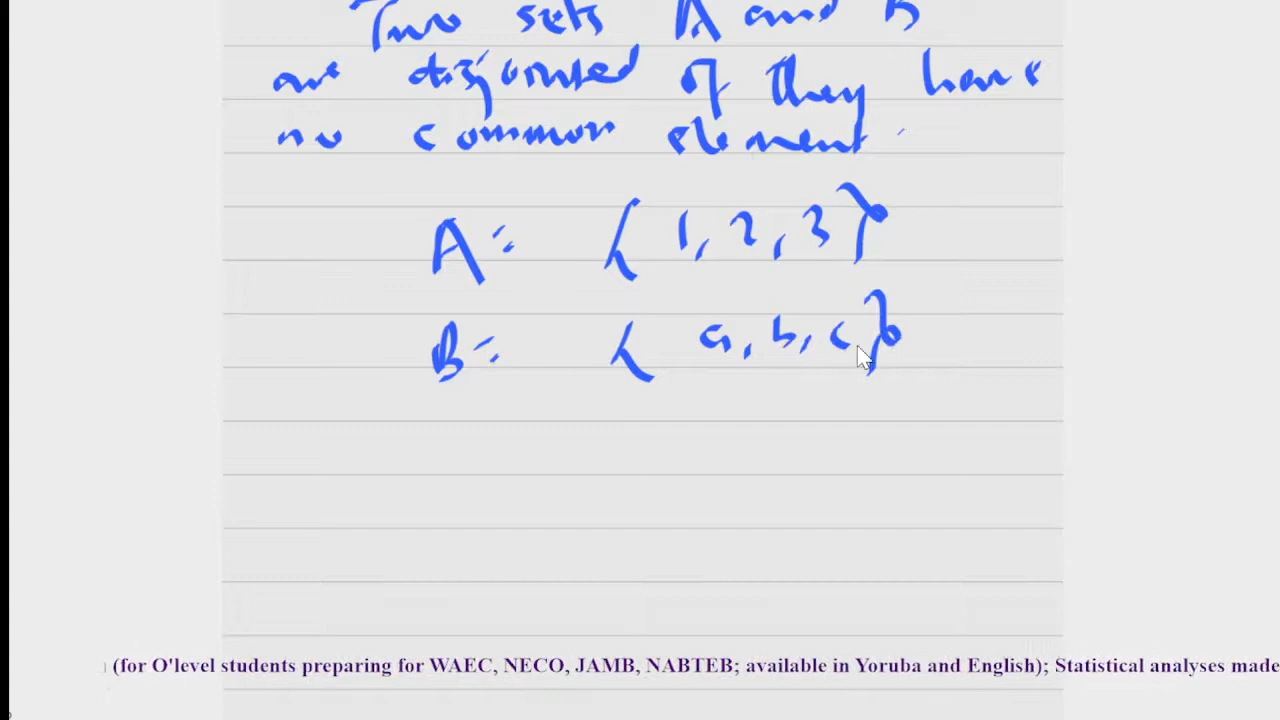 Two sets A and B
are disjointed if they have
no common element.
A = { 1, 2, 3 }
B = { a, b, c }
(for O'level students preparing for WAEC, NECO, JAMB, NABTEB; available in Yoruba and English); Statistical analyses made